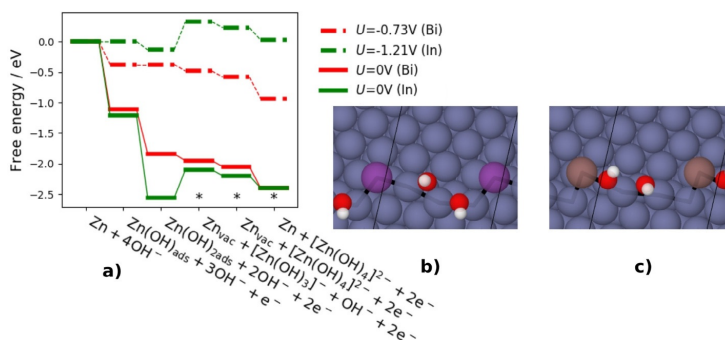 U=-0.73V (Bi)
U=-1.21V (In)
U=0V (Bi)
U=0V (In)
Free energy / eV
0.0
−0.5
−1.0
−1.5
−2.0
−2.5
* * *
Zn + 4OH⁻
Zn(OH)ads + 3OH⁻ + e⁻
Zn(OH)2ads + 2OH⁻ + 2e⁻
Znvac + [Zn(OH)3]⁻ + OH⁻ + 2e⁻
Znvac + [Zn(OH)4]²⁻ + 2e⁻
Zn + [Zn(OH)4]²⁻ + 2e⁻
a)
b)
c)